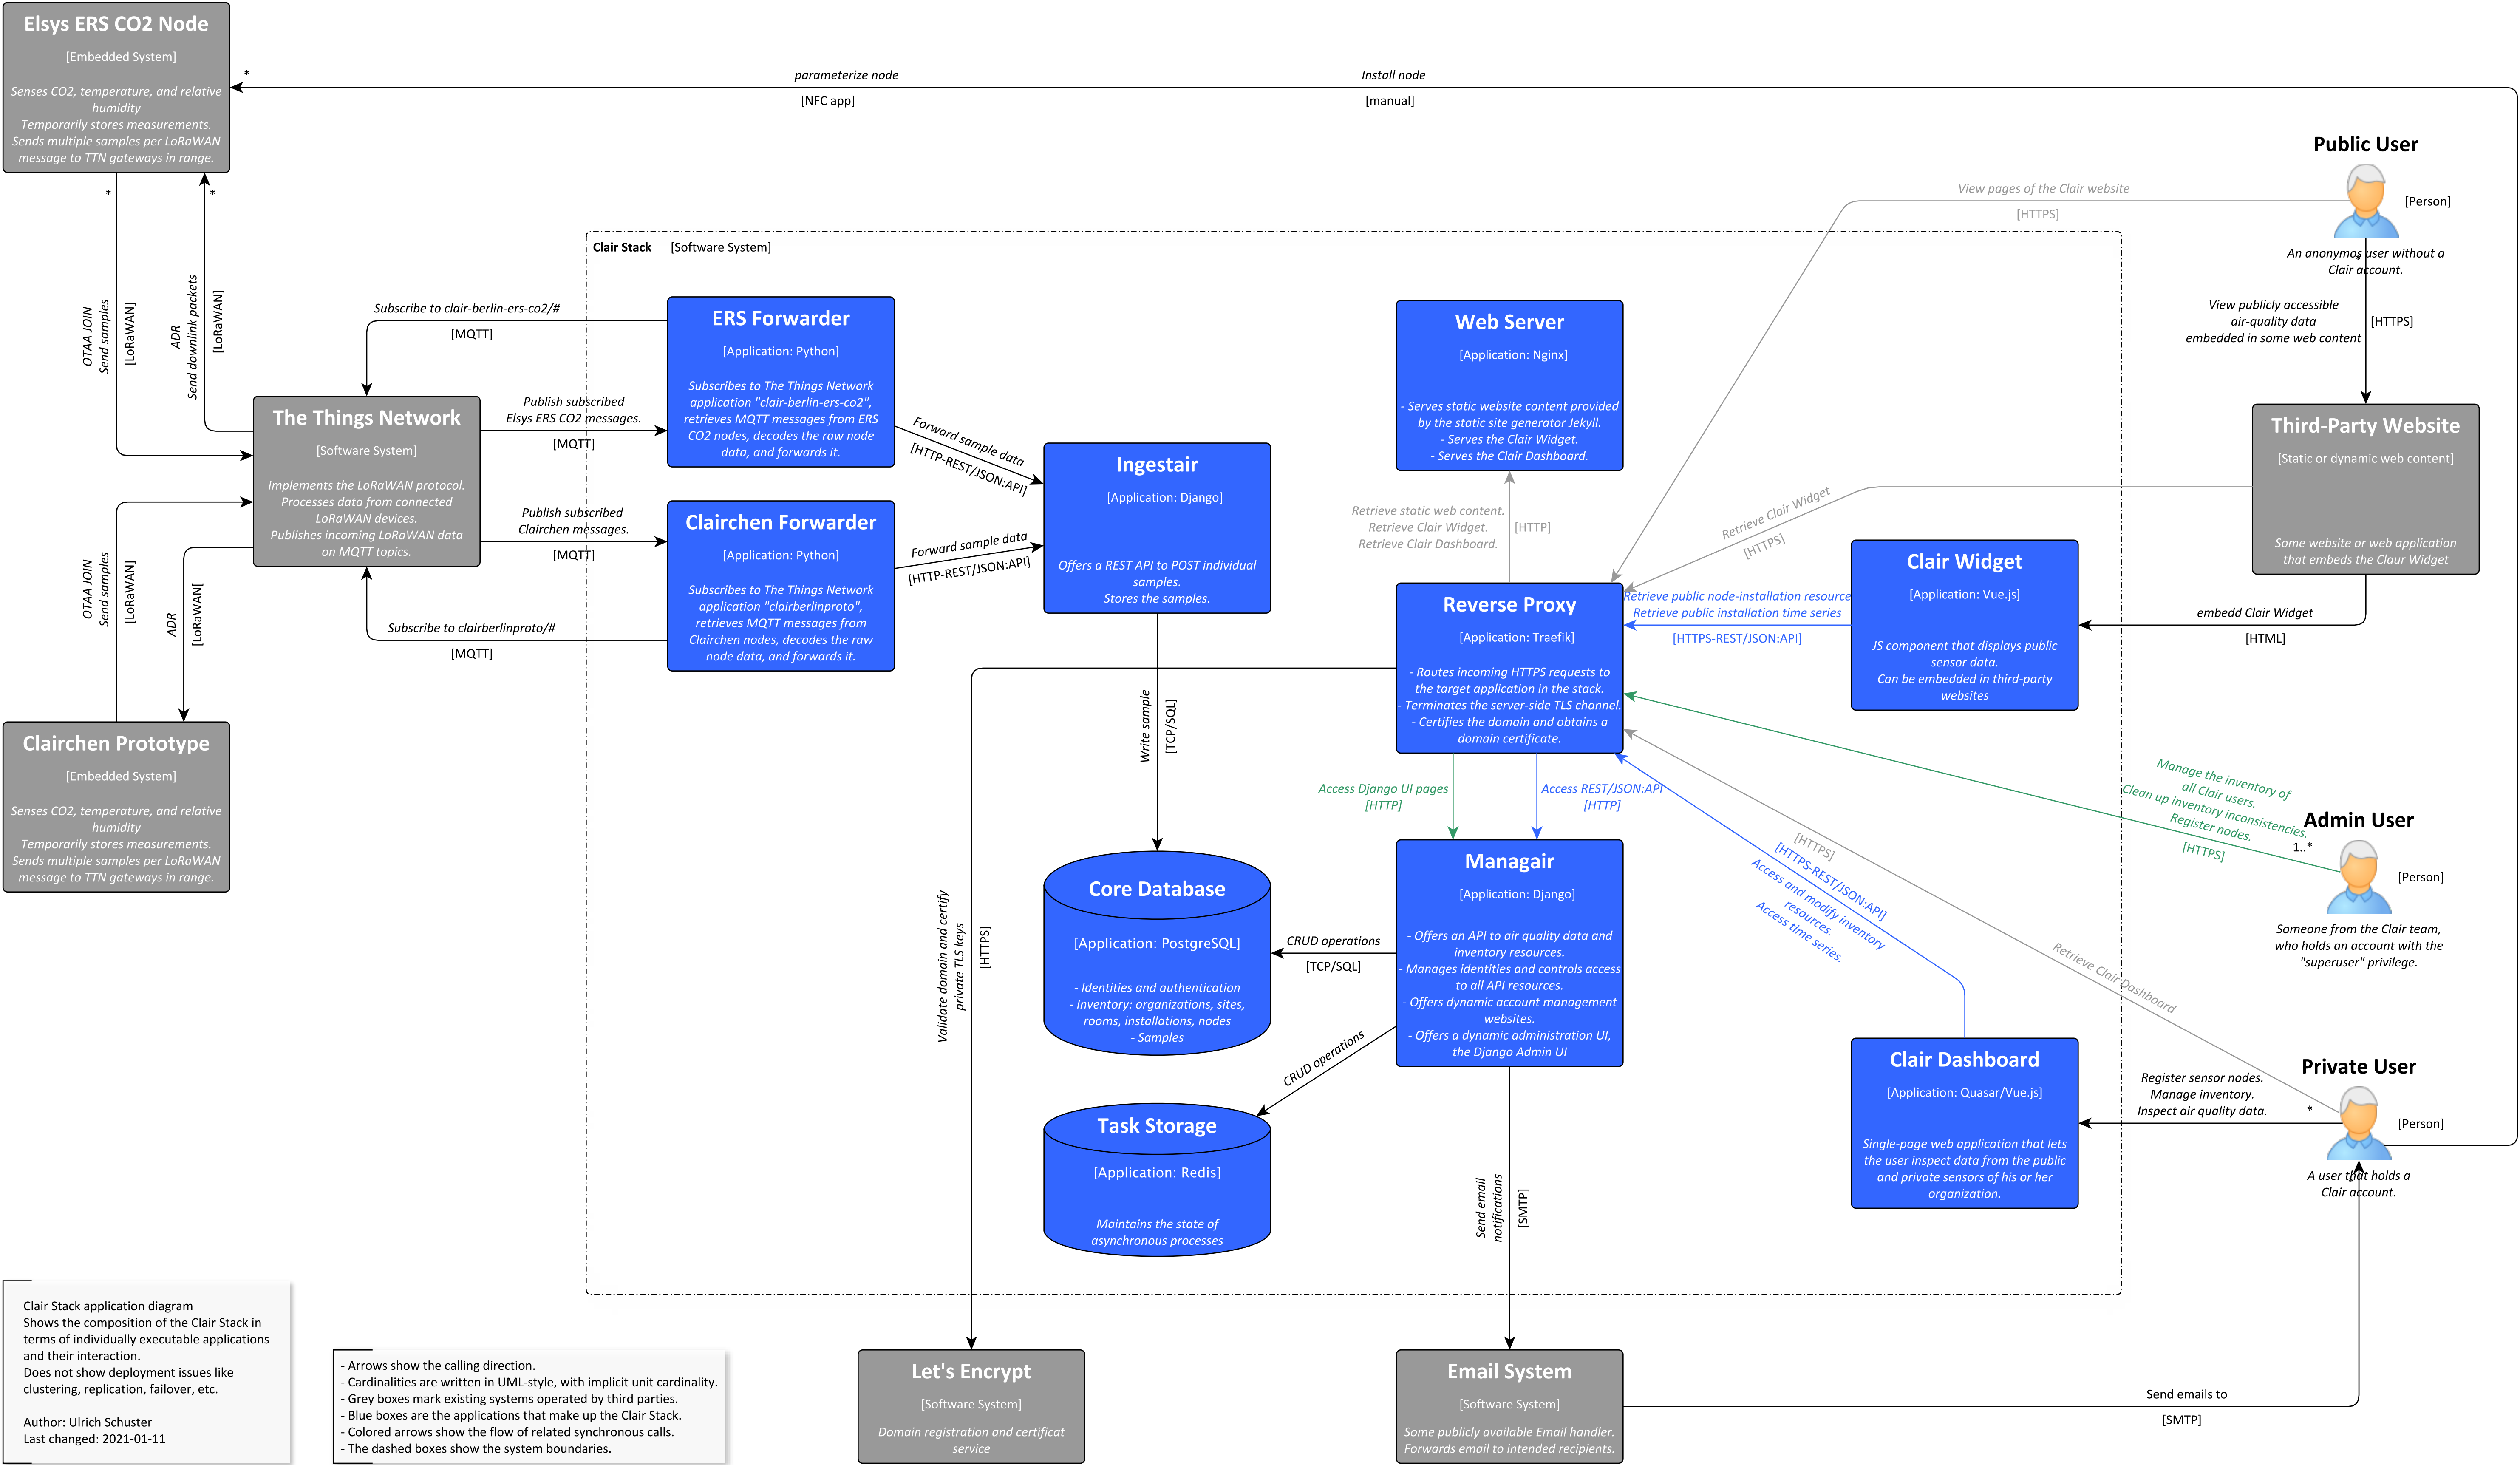 Elsys ERS CO2 Node
[Embedded System]
Senses CO2, temperature, and relative
humidity
Temporarily stores measurements.
Sends multiple samples per LoRaWAN
message to TTN gateways in range.
*
parameterize node
[NFC app]
Install node
[manual]
Public User
[Person]
An anonymos user without a
Clair account.
*
View pages of the Clair website
[HTTPS]
View publicly accessible
air-quality data
embedded in some web content
[HTTPS]
*
OTAA JOIN
Send samples
[LoRaWAN]
*
ADR
Send downlink packets
[LoRaWAN]
Clair Stack
[Software System]
Subscribe to clair-berlin-ers-co2/#
[MQTT]
ERS Forwarder
[Application: Python]
Subscribes to The Things Network
application "clair-berlin-ers-co2",
retrieves MQTT messages from ERS
CO2 nodes, decodes the raw node
data, and forwards it.
Web Server
[Application: Nginx]
- Serves static website content provided
by the static site generator Jekyll.
- Serves the Clair Widget.
- Serves the Clair Dashboard.
The Things Network
[Software System]
Implements the LoRaWAN protocol.
Processes data from connected
LoRaWAN devices.
Publishes incoming LoRaWAN data
on MQTT topics.
Publish subscribed
Elsys ERS CO2 messages.
[MQTT]
Publish subscribed
Clairchen messages.
[MQTT]
Forward sample data
[HTTP-REST/JSON:API]
Ingestair
[Application: Django]
Offers a REST API to POST individual
samples.
Stores the samples.
Third-Party Website
[Static or dynamic web content]
Some website or web application
that embeds the Claur Widget
Clairchen Forwarder
[Application: Python]
Subscribes to The Things Network
application "clairberlinproto",
retrieves MQTT messages from
Clairchen nodes, decodes the raw
node data, and forwards it.
Forward sample data
[HTTP-REST/JSON:API]
Retrieve static web content.
Retrieve Clair Widget.
Retrieve Clair Dashboard.
[HTTP]
Retrieve Clair Widget
[HTTPS]
Clair Widget
[Application: Vue.js]
JS component that displays public
sensor data.
Can be embedded in third-party
websites
Retrieve public node-installation resource
Retrieve public installation time series
[HTTPS-REST/JSON:API]
embedd Clair Widget
[HTML]
OTAA JOIN
Send samples
[LoRaWAN]
ADR
[LoRaWAN[
Subscribe to clairberlinproto/#
[MQTT]
Reverse Proxy
[Application: Traefik]
- Routes incoming HTTPS requests to
the target application in the stack.
- Terminates the server-side TLS channel.
- Certifies the domain and obtains a
domain certificate.
Clairchen Prototype
[Embedded System]
Senses CO2, temperature, and relative
humidity
Temporarily stores measurements.
Sends multiple samples per LoRaWAN
message to TTN gateways in range.
Write sample
[TCP/SQL]
Access Django UI pages
[HTTP]
Access REST/JSON:API
[HTTP]
Manage the inventory of
all Clair users.
Clean up inventory inconsistencies.
Register nodes.
[HTTPS]
Admin User
1..*
[Person]
Someone from the Clair team,
who holds an account with the
"superuser" privilege.
[HTTPS]
Retrieve Clair Dashboard
[HTTPS-REST/JSON:API]
Access and modify inventory
resources.
Access time series.
Core Database
[Application: PostgreSQL]
- Identities and authentication
- Inventory: organizations, sites,
rooms, installations, nodes
- Samples
CRUD operations
[TCP/SQL]
Managair
[Application: Django]
- Offers an API to air quality data and
inventory resources.
- Manages identities and controls access
to all API resources.
- Offers dynamic account management
websites.
- Offers a dynamic administration UI,
the Django Admin UI
Validate domain and certify
private TLS keys
[HTTPS]
CRUD operations
Task Storage
[Application: Redis]
Maintains the state of
asynchronous processes
Clair Dashboard
[Application: Quasar/Vue.js]
Single-page web application that lets
the user inspect data from the public
and private sensors of his or her
organization.
Register sensor nodes.
Manage inventory.
Inspect air quality data.
*
Private User
[Person]
A user that holds a
Clair account.
*
Send email
notifications
[SMTP]
Clair Stack application diagram
Shows the composition of the Clair Stack in
terms of individually executable applications
and their interaction.
Does not show deployment issues like
clustering, replication, failover, etc.
Author: Ulrich Schuster
Last changed: 2021-01-11
- Arrows show the calling direction.
- Cardinalities are written in UML-style, with implicit unit cardinality.
- Grey boxes mark existing systems operated by third parties.
- Blue boxes are the applications that make up the Clair Stack.
- Colored arrows show the flow of related synchronous calls.
- The dashed boxes show the system boundaries.
Let's Encrypt
[Software System]
Domain registration and certificat
service
Email System
[Software System]
Some publicly available Email handler.
Forwards email to intended recipients.
Send emails to
[SMTP]